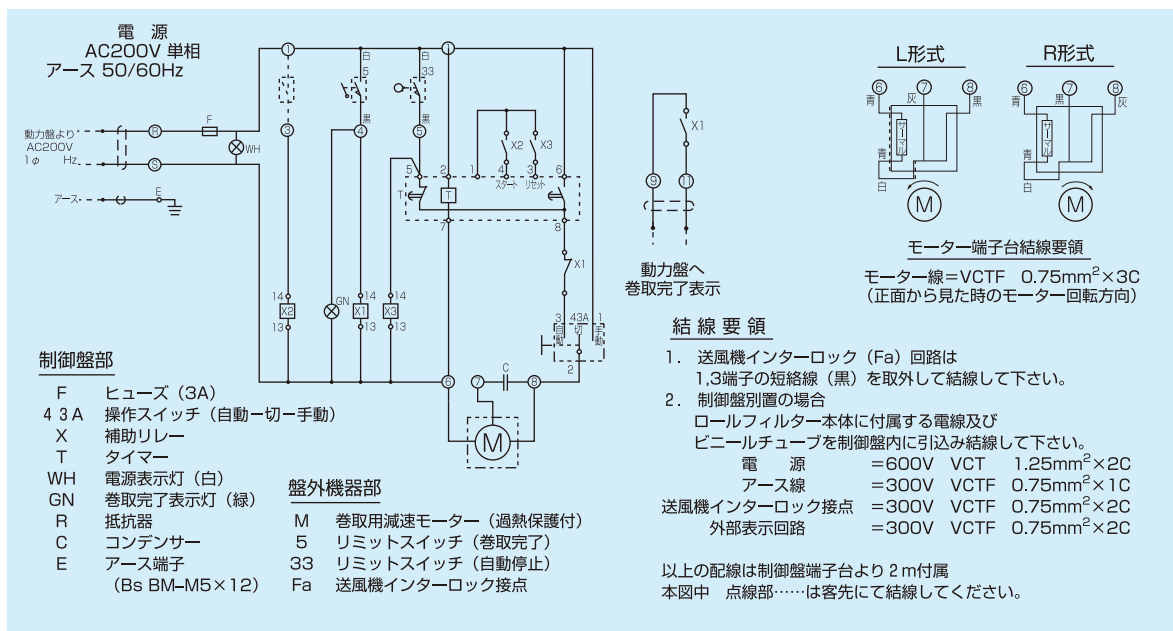 電 源
AC200V 単相
アース 50/60Hz
動力盤より
AC200V
1φ Hz
R
S
F
WH
アース
E
1
3
白
5
黒
4
白
33
黒
5
1
5
2
1
4
3
6
X2
X3
スタート
リセット
T
T
7
8
X1
14
X2
13
GN
14
X1
13
14
X3
13
3
43A
1
自動
切
手動
2
6
7
C
8
M
X1
9
11
動力盤へ
巻取完了表示
L形式
6
7
8
青
灰
黒
サーマル
青
白
M
R形式
6
7
8
青
黒
灰
サーマル
青
白
M
モーター端子台結線要領
モーター線=VCTF 0.75mm²×3C
(正面から見た時のモーター回転方向)
制御盤部
F ヒューズ(3A)
43A 操作スイッチ(自動ー切ー手動)
X 補助リレー
T タイマー
WH 電源表示灯(白)
GN 巻取完了表示灯(緑)
R 抵抗器
C コンデンサー
E アース端子
(Bs BM-M5×12)
盤外機器部
M 巻取用減速モーター(過熱保護付)
5 リミットスイッチ(巻取完了)
33 リミットスイッチ(自動停止)
Fa 送風機インターロック接点
結 線 要 領
1. 送風機インターロック(Fa)回路は
1,3端子の短絡線(黒)を取外して結線して下さい。
2. 制御盤別置の場合
ロールフィルター本体に付属する電線及び
ビニールチューブを制御盤内に引込み結線して下さい。
電 源 =600V VCT 1.25mm²×2C
アース線 =300V VCTF 0.75mm²×1C
送風機インターロック接点 =300V VCTF 0.75mm²×2C
外部表示回路 =300V VCTF 0.75mm²×2C
以上の配線は制御盤端子台より2m付属
本図中 点線部……は客先にて結線してください。